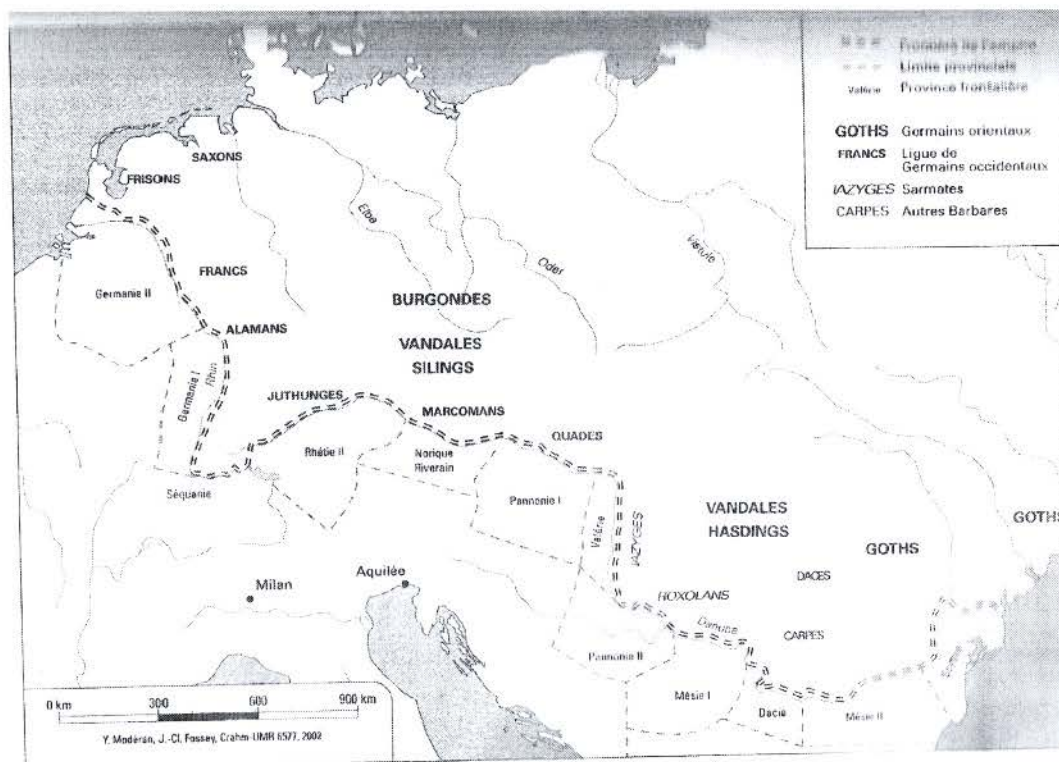 Frontière de l'empire
Limite provinciale
Valérie Province frontalière
GOTHS Germains orientaux
FRANCS Ligue de
Germains occidentaux
IAZYGES Sarmates
CARPES Autres Barbares
SAXONS
FRISONS
Elbe
Oder
Vistule
FRANCS
Germanie II
BURGONDES
ALAMANS
VANDALES
SILINGS
Germanie I
Rhin
JUTHUNGES
MARCOMANS
QUADES
Rhétie II
Norique
Riverain
Séquanie
Pannonie I
Valérie
IAZYGES
VANDALES
HASDINGS
GOTHS
GOTHS
DACES
Milan
Aquilée
ROXOLANS
Danube
CARPES
Pannonie II
Mésie I
Dacie
Mésie II
0 km 300 600 900 km
Y. Modéran, J.-Cl. Fossey, Crahm-UMR 6577, 2002